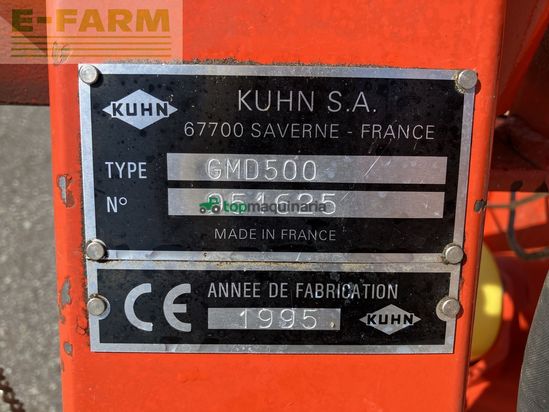 E-FARM
KUHN
KUHN S.A.
67700 SAVERNE - FRANCE
TYPE GMD500
N°
topmaquinaria
MADE IN FRANCE
CE ANNEE DE FABRICATION
1995 KUHN